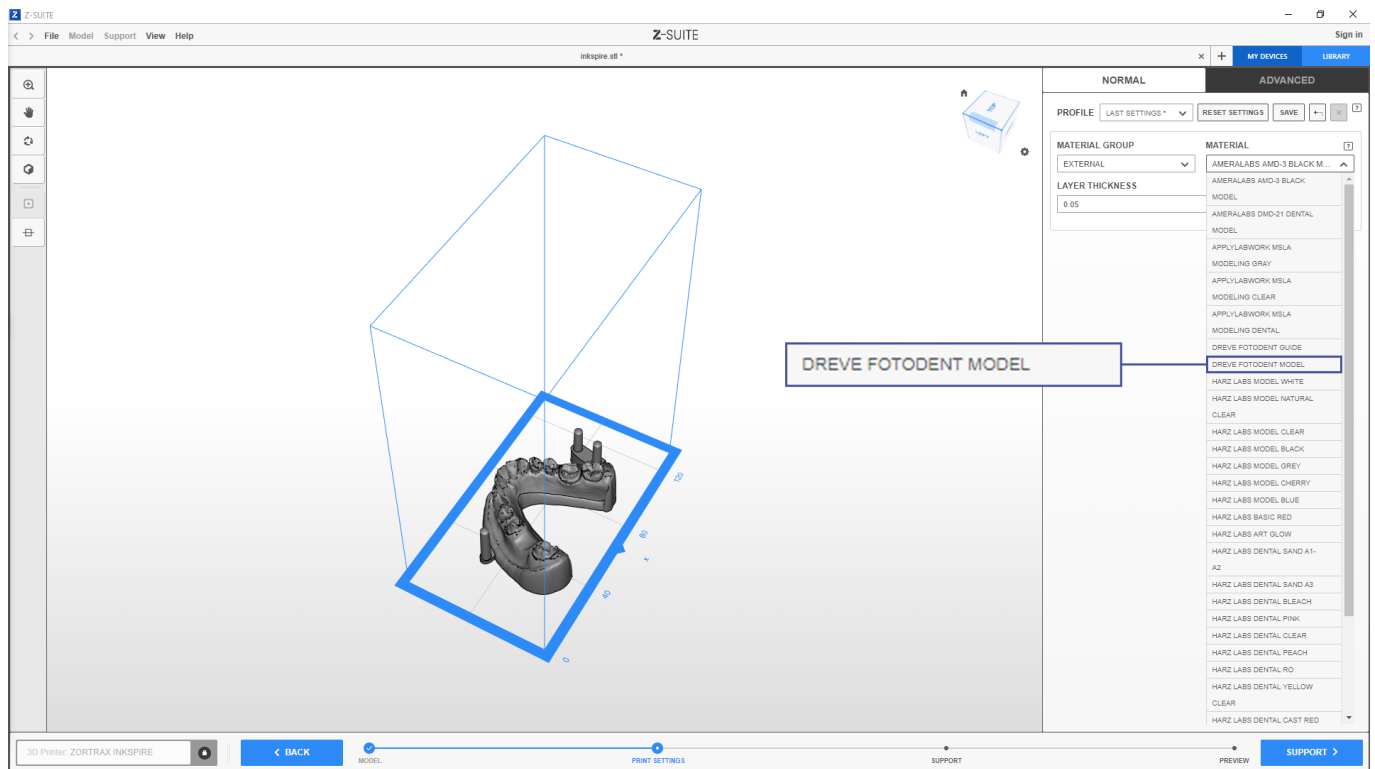 Z-SUITE
File Model Support View Help
Z-SUITE
Sign in
inkspire.stl *
MY DEVICES
LIBRARY
NORMAL
ADVANCED
PROFILE
LAST SETTINGS *
RESET SETTINGS
SAVE
?
MATERIAL GROUP
MATERIAL
?
EXTERNAL
AMERALABS AMD-3 BLACK M...
LAYER THICKNESS
0.05
AMERALABS AMD-3 BLACK
MODEL
AMERALABS DMD-21 DENTAL
MODEL
APPLYLABWORK MSLA
MODELING GRAY
APPLYLABWORK MSLA
MODELING CLEAR
APPLYLABWORK MSLA
MODELING DENTAL
DREVE FOTODENT GUIDE
DREVE FOTODENT MODEL
DREVE FOTODENT MODEL
HARZ LABS MODEL WHITE
HARZ LABS MODEL NATURAL
CLEAR
HARZ LABS MODEL CLEAR
HARZ LABS MODEL BLACK
HARZ LABS MODEL GREY
HARZ LABS MODEL CHERRY
HARZ LABS MODEL BLUE
HARZ LABS BASIC RED
HARZ LABS ART GLOW
HARZ LABS DENTAL SAND A1-
A2
HARZ LABS DENTAL SAND A3
HARZ LABS DENTAL BLEACH
HARZ LABS DENTAL PINK
HARZ LABS DENTAL CLEAR
HARZ LABS DENTAL PEACH
HARZ LABS DENTAL RO
HARZ LABS DENTAL YELLOW
CLEAR
HARZ LABS DENTAL CAST RED
TOP
120
80
x
40
0
3D Printer: ZORTRAX INKSPIRE
BACK
MODEL
PRINT SETTINGS
SUPPORT
PREVIEW
SUPPORT